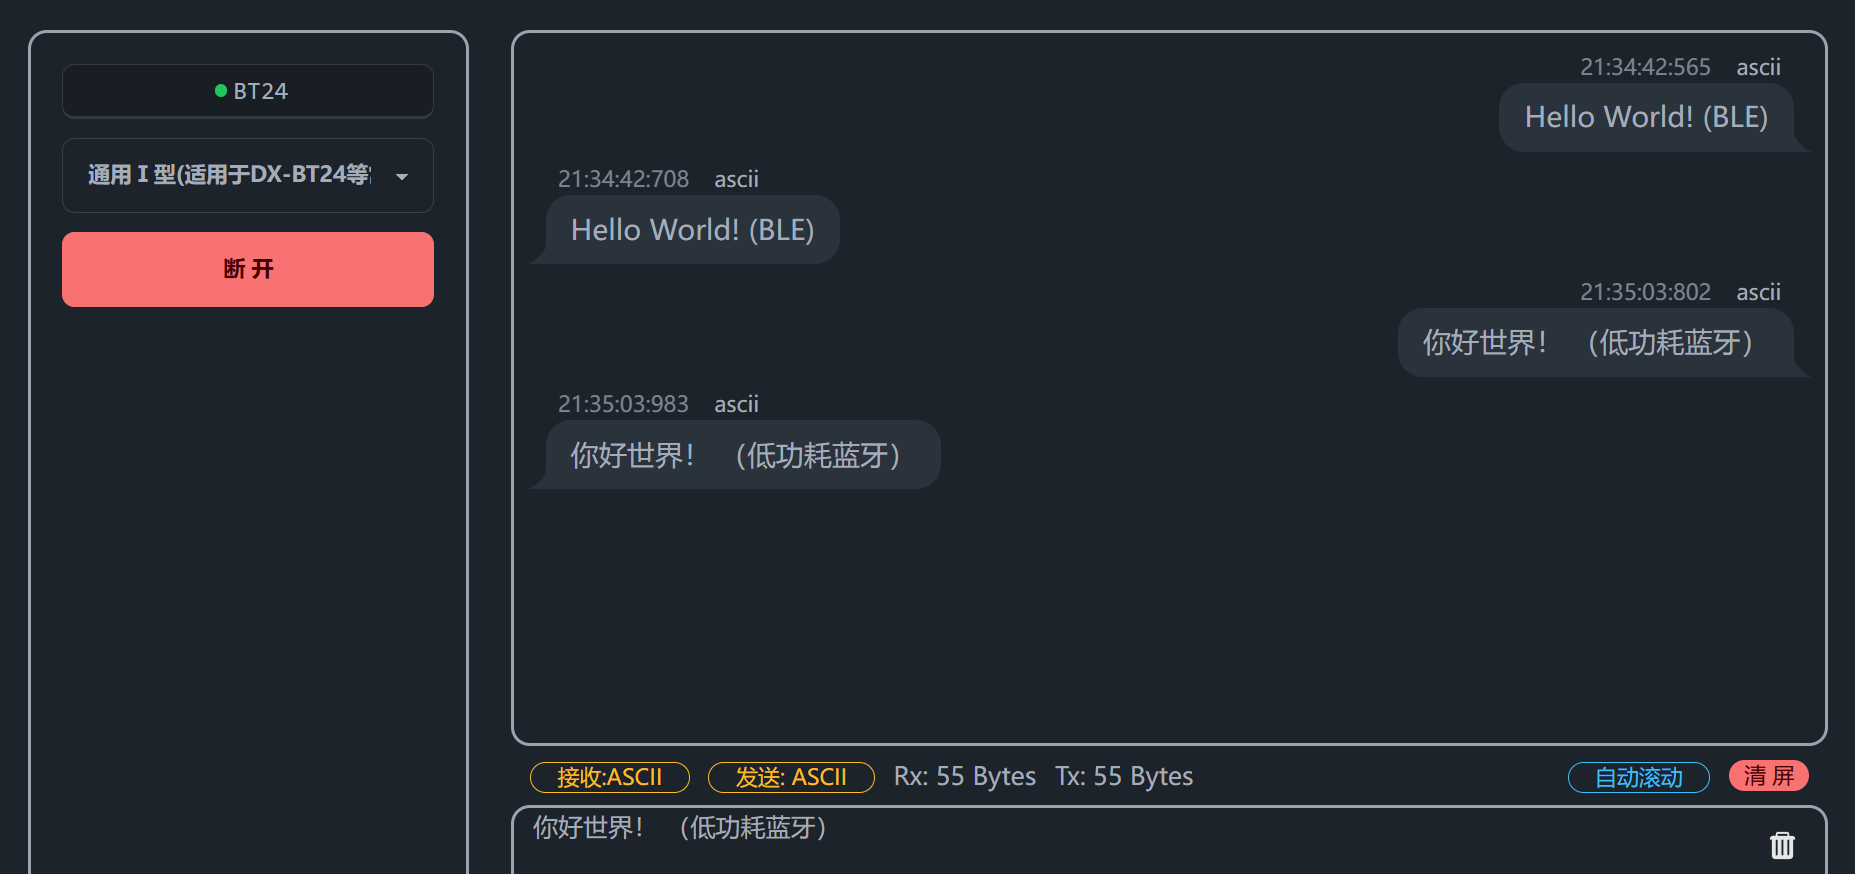 BT24
通用 I 型(适用于DX-BT24等
断 开
21:34:42:565 ascii
Hello World! (BLE)
21:34:42:708 ascii
Hello World! (BLE)
21:35:03:802 ascii
你好世界！ （低功耗蓝牙）
21:35:03:983 ascii
你好世界！ （低功耗蓝牙）
接收:ASCII 发送: ASCII Rx: 55 Bytes Tx: 55 Bytes 自动滚动 清 屏
你好世界！ （低功耗蓝牙）